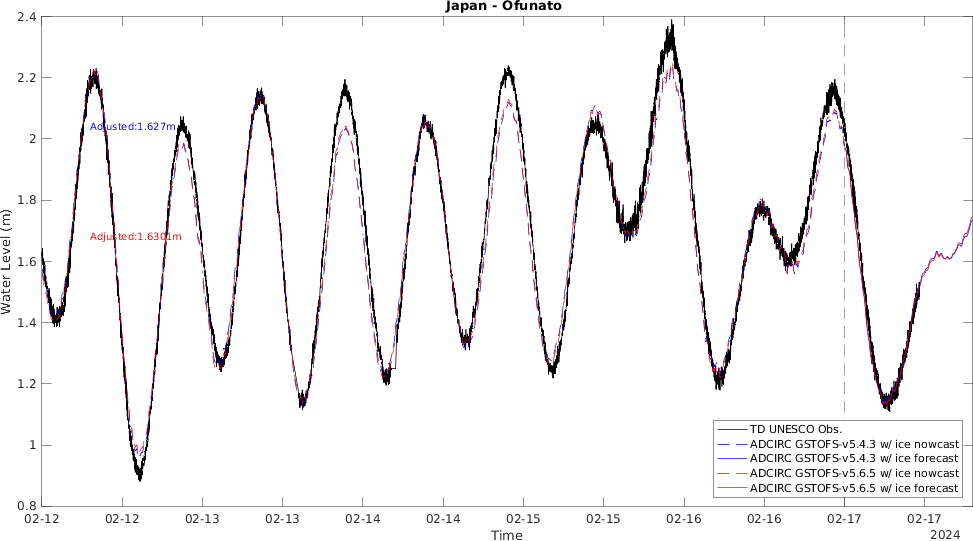 Japan - Ofunato
2.4
2.2
2
1.8
1.6
1.4
1.2
1
0.8
Water Level (m)
Adjusted:1.627m
Adjusted:1.6301m
TD UNESCO Obs.
ADCIRC GSTOFS-v5.4.3 w/ ice nowcast
ADCIRC GSTOFS-v5.4.3 w/ ice forecast
ADCIRC GSTOFS-v5.6.5 w/ ice nowcast
ADCIRC GSTOFS-v5.6.5 w/ ice forecast
02-12 02-12 02-13 02-13 02-14 02-14 02-15 02-15 02-16 02-16 02-17 02-17
Time
2024